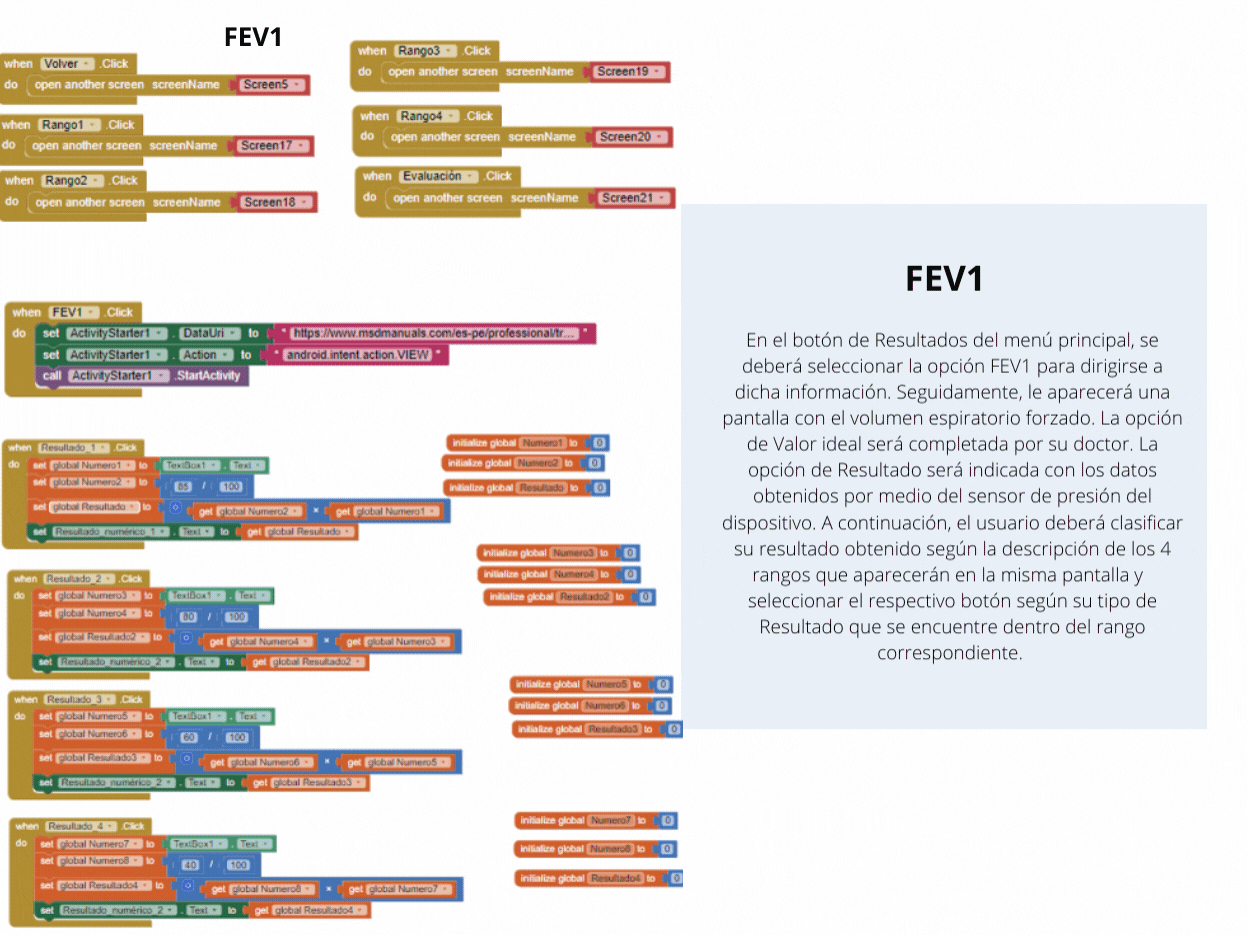 FEV1
when Volver .Click
do open another screen screenName Screen5
when Rango1 .Click
do open another screen screenName Screen17
when Rango2 .Click
do open another screen screenName Screen18
when Rango3 .Click
do open another screen screenName Screen19
when Rango4 .Click
do open another screen screenName Screen20
when Evaluación .Click
do open another screen screenName Screen21
when FEV1 .Click
do set ActivityStarter1 . DataUri to " https://www.msdmanuals.com/es-pe/professional/tr... "
set ActivityStarter1 . Action to " android.intent.action.VIEW "
call ActivityStarter1 .StartActivity
when Resultado_1 .Click
do set global Numero1 to TextBox1 . Text
set global Numero2 to 85 / 100
set global Resultado to get global Numero2 × get global Numero1
set Resultado_numérico_1 . Text to get global Resultado
initialize global Numero1 to 0
initialize global Numero2 to 0
initialize global Resultado to 0
when Resultado_2 .Click
do set global Numero3 to TextBox1 . Text
set global Numero4 to 80 / 100
set global Resultado2 to get global Numero4 × get global Numero3
set Resultado_numérico_2 . Text to get global Resultado2
initialize global Numero3 to 0
initialize global Numero4 to 0
initialize global Resultado2 to 0
when Resultado_3 .Click
do set global Numero5 to TextBox1 . Text
set global Numero6 to 60 / 100
set global Resultado3 to get global Numero6 × get global Numero5
set Resultado_numérico_2 . Text to get global Resultado3
initialize global Numero5 to 0
initialize global Numero6 to 0
initialize global Resultado3 to 0
when Resultado_4 .Click
do set global Numero7 to TextBox1 . Text
set global Numero8 to 40 / 100
set global Resultado4 to get global Numero8 × get global Numero7
set Resultado_numérico_2 . Text to get global Resultado4
initialize global Numero7 to 0
initialize global Numero8 to 0
initialize global Resultado4 to 0
FEV1
En el botón de Resultados del menú principal, se
deberá seleccionar la opción FEV1 para dirigirse a
dicha información. Seguidamente, le aparecerá una
pantalla con el volumen espiratorio forzado. La opción
de Valor ideal será completada por su doctor. La
opción de Resultado será indicada con los datos
obtenidos por medio del sensor de presión del
dispositivo. A continuación, el usuario deberá clasificar
su resultado obtenido según la descripción de los 4
rangos que aparecerán en la misma pantalla y
seleccionar el respectivo botón según su tipo de
Resultado que se encuentre dentro del rango
correspondiente.